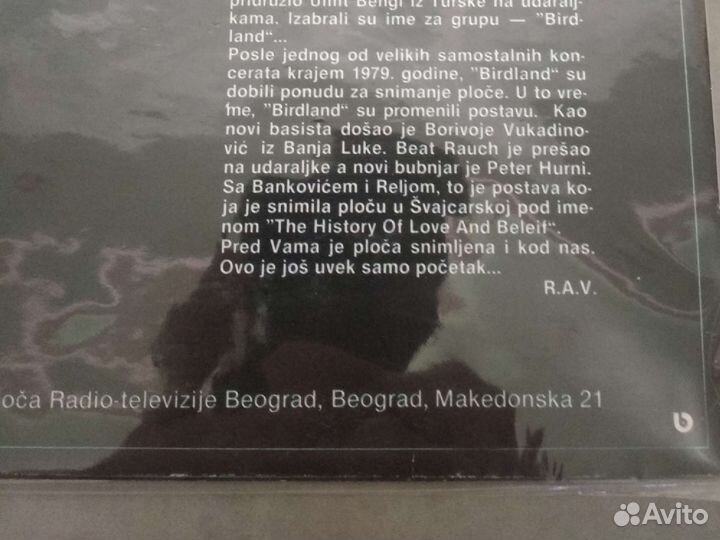 pridružio Umit Bengi iz Turske na udaralj-
kama. Izabrali su ime za grupu — ”Bird-
land“...
Posle jednog od velikih samostalnih kon-
cerata krajem 1979. godine, ”Birdland“ su
dobili ponudu za snimanje ploče. U to vre-
me, ”Birdland“ su promenili postavu. Kao
novi basista došao je Borivoje Vukadino-
vić iz Banja Luke. Beat Rauch je prešao
na udaraljke a novi bubnjar je Peter Hurni.
Sa Bankovićem i Reljom, to je postava ko-
ja je snimila ploču u Švajcarskoj pod ime-
nom ”The History Of Love And Beleif“.
Pred Vama je ploča snimljena i kod nas.
Ovo je još uvek samo početak...
R.A.V.
oča Radio-televizije Beograd, Beograd, Makedonska 21
b
Avito